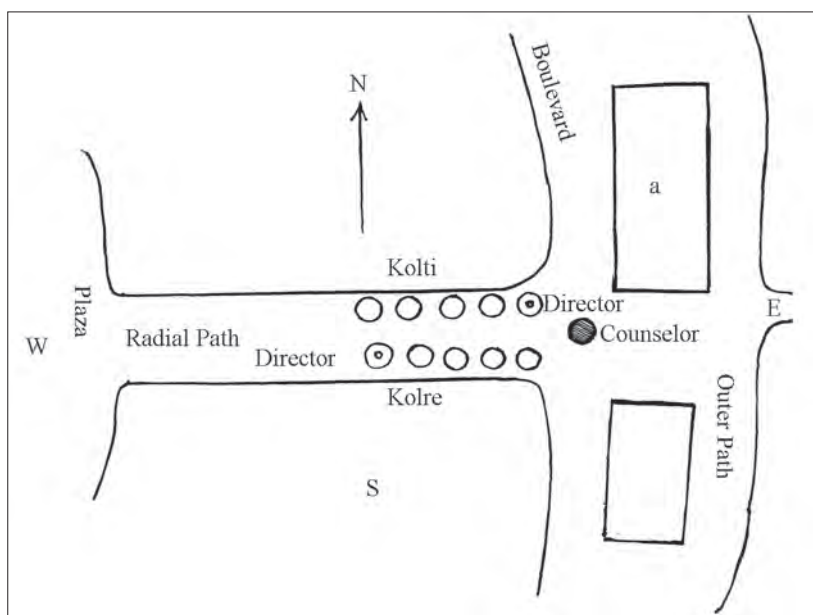 Boulevard
N
a
Kolti
Director
E
Plaza
W
Radial Path
Counselor
Director
Kolre
Outer Path
S